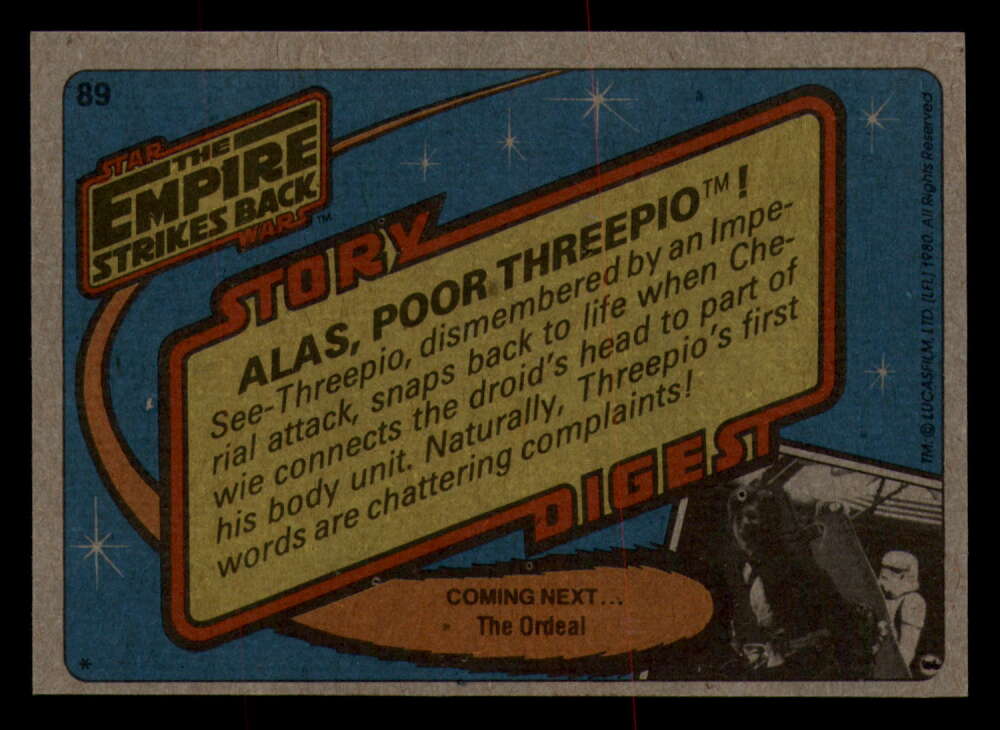 89
STAR
THE
EMPIRE
STRIKES BACK
WARS™
STORY
ALAS, POOR THREEPIO™!
See-Threepio, dismembered by an Impe-
rial attack, snaps back to life when Che-
wie connects the droid's head to part of
his body unit. Naturally, Threepio's first
words are chattering complaints!
DIGEST
COMING NEXT...
The Ordeal
*
TM: © LUCASFILM, LTD. (LFL) 1980. All Rights Reserved